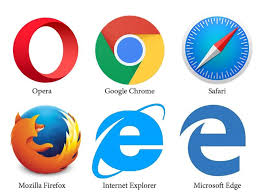 Opera
Google Chrome
Safari
Mozilla Firefox
Internet Explorer
Microsoft Edge